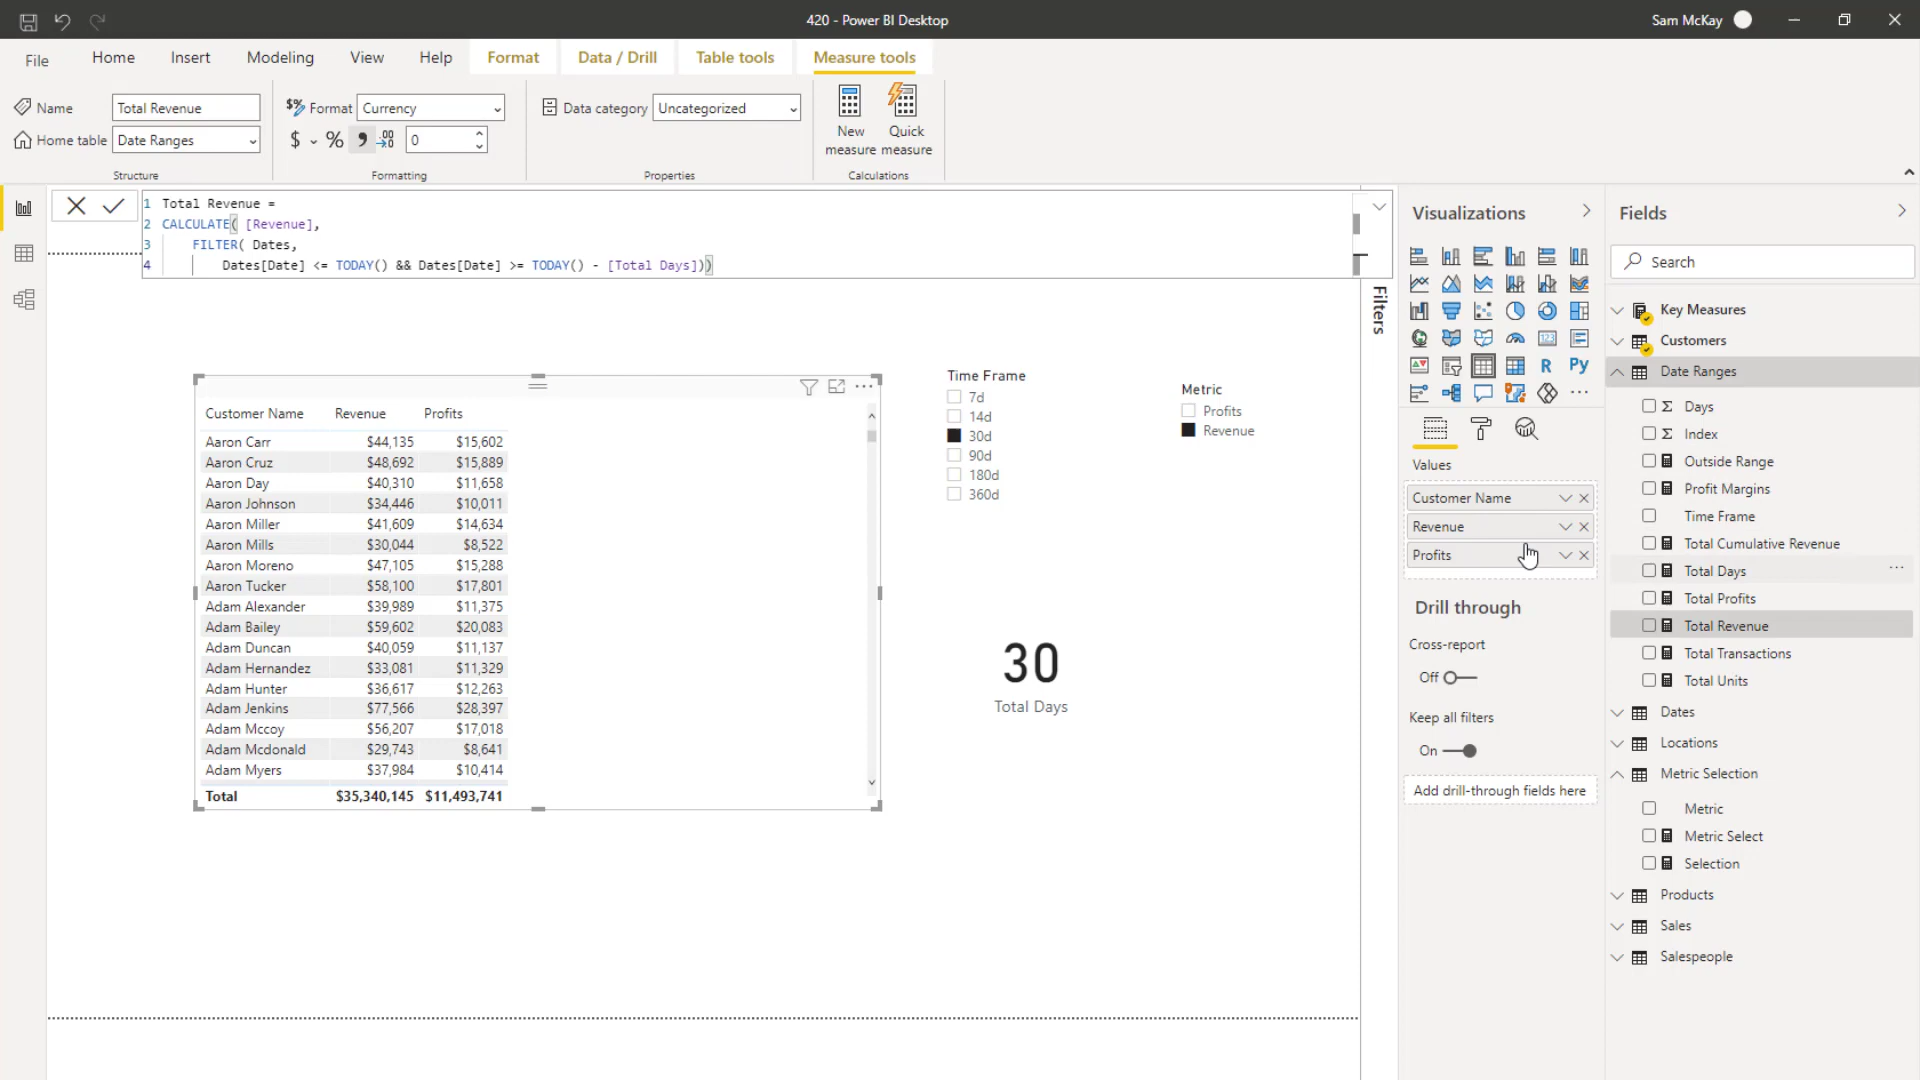 420 - Power BI Desktop
Sam McKay
File
Home
Insert
Modeling
View
Help
Format
Data / Drill
Table tools
Measure tools
Name
Total Revenue
Home table
Date Ranges
Structure
$% Format
Currency
$
%
0
Formatting
Data category
Uncategorized
Properties
New measure
Quick measure
Calculations
1 Total Revenue =
2 CALCULATE( [Revenue],
3 FILTER( Dates,
4 Dates[Date] <= TODAY() && Dates[Date] >= TODAY() - [Total Days]))
Customer Name Revenue Profits
Aaron Carr $44,135 $15,602
Aaron Cruz $48,692 $15,889
Aaron Day $40,310 $11,658
Aaron Johnson $34,446 $10,011
Aaron Miller $41,609 $14,634
Aaron Mills $30,044 $8,522
Aaron Moreno $47,105 $15,288
Aaron Tucker $58,100 $17,801
Adam Alexander $39,989 $11,375
Adam Bailey $59,602 $20,083
Adam Duncan $40,059 $11,137
Adam Hernandez $33,081 $11,329
Adam Hunter $36,617 $12,263
Adam Jenkins $77,566 $28,397
Adam Mccoy $56,207 $17,018
Adam Mcdonald $29,743 $8,641
Adam Myers $37,984 $10,414
Total $35,340,145 $11,493,741
Time Frame
7d
14d
30d
90d
180d
360d
Metric
Profits
Revenue
30
Total Days
Filters
Visualizations
123
R
Py
Values
Customer Name
Revenue
Profits
Drill through
Cross-report
Off
Keep all filters
On
Add drill-through fields here
Fields
Search
Key Measures
Customers
Date Ranges
Σ Days
Σ Index
Outside Range
Profit Margins
Time Frame
Total Cumulative Revenue
Total Days
Total Profits
Total Revenue
Total Transactions
Total Units
Dates
Locations
Metric Selection
Metric
Metric Select
Selection
Products
Sales
Salespeople